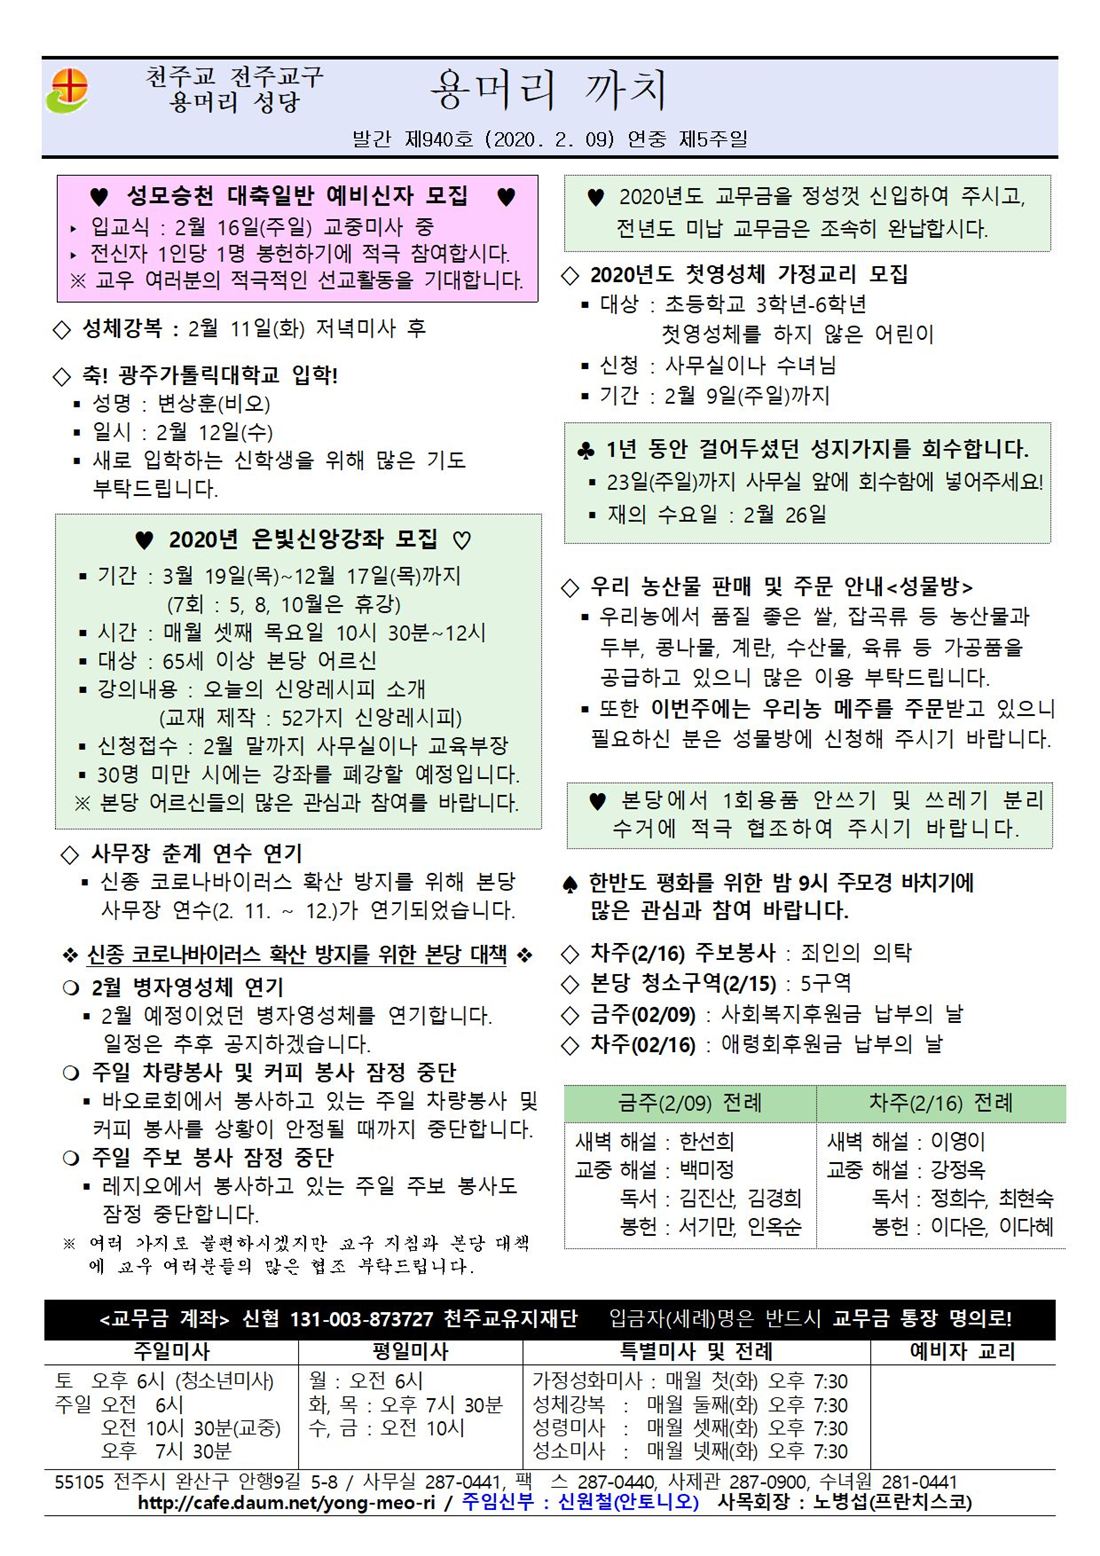 천주교 전주교구
용머리 성당
용머리 까치
발간 제940호 (2020. 2. 09) 연중 제5주일
♥ 성모승천 대축일반 예비신자 모집 ♥
▸ 입교식 : 2월 16일(주일) 교중미사 중
▸ 전신자 1인당 1명 봉헌하기에 적극 참여합시다.
※ 교우 여러분의 적극적인 선교활동을 기대합니다.
◇ 성체강복 : 2월 11일(화) 저녁미사 후
◇ 축! 광주가톨릭대학교 입학!
▪ 성명 : 변상훈(비오)
▪ 일시 : 2월 12일(수)
▪ 새로 입학하는 신학생을 위해 많은 기도
부탁드립니다.
♥ 2020년 은빛신앙강좌 모집 ♡
▪ 기간 : 3월 19일(목)~12월 17일(목)까지
(7회 : 5, 8, 10월은 휴강)
▪ 시간 : 매월 셋째 목요일 10시 30분~12시
▪ 대상 : 65세 이상 본당 어르신
▪ 강의내용 : 오늘의 신앙레시피 소개
(교재 제작 : 52가지 신앙레시피)
▪ 신청접수 : 2월 말까지 사무실이나 교육부장
▪ 30명 미만 시에는 강좌를 폐강할 예정입니다.
※ 본당 어르신들의 많은 관심과 참여를 바랍니다.
◇ 사무장 춘계 연수 연기
▪ 신종 코로나바이러스 확산 방지를 위해 본당
사무장 연수(2. 11. ~ 12.)가 연기되었습니다.
❖ 신종 코로나바이러스 확산 방지를 위한 본당 대책 ❖
❍ 2월 병자영성체 연기
▪ 2월 예정이었던 병자영성체를 연기합니다.
일정은 추후 공지하겠습니다.
❍ 주일 차량봉사 및 커피 봉사 잠정 중단
▪ 바오로회에서 봉사하고 있는 주일 차량봉사 및
커피 봉사를 상황이 안정될 때까지 중단합니다.
❍ 주일 주보 봉사 잠정 중단
▪ 레지오에서 봉사하고 있는 주일 주보 봉사도
잠정 중단합니다.
※ 여러 가지로 불편하시겠지만 교구 지침과 본당 대책
에 교우 여러분들의 많은 협조 부탁드립니다.
♥ 2020년도 교무금을 정성껏 신입하여 주시고,
전년도 미납 교무금은 조속히 완납합시다.
◇ 2020년도 첫영성체 가정교리 모집
▪ 대상 : 초등학교 3학년-6학년
첫영성체를 하지 않은 어린이
▪ 신청 : 사무실이나 수녀님
▪ 기간 : 2월 9일(주일)까지
♣ 1년 동안 걸어두셨던 성지가지를 회수합니다.
▪ 23일(주일)까지 사무실 앞에 회수함에 넣어주세요!
▪ 재의 수요일 : 2월 26일
◇ 우리 농산물 판매 및 주문 안내<성물방>
▪ 우리농에서 품질 좋은 쌀, 잡곡류 등 농산물과
두부, 콩나물, 계란, 수산물, 육류 등 가공품을
공급하고 있으니 많은 이용 부탁드립니다.
▪ 또한 이번주에는 우리농 메주를 주문받고 있으니
필요하신 분은 성물방에 신청해 주시기 바랍니다.
♥ 본당에서 1회용품 안쓰기 및 쓰레기 분리
수거에 적극 협조하여 주시기 바랍니다.
♠ 한반도 평화를 위한 밤 9시 주모경 바치기에
많은 관심과 참여 바랍니다.
◇ 차주(2/16) 주보봉사 : 죄인의 의탁
◇ 본당 청소구역(2/15) : 5구역
◇ 금주(02/09) : 사회복지후원금 납부의 날
◇ 차주(02/16) : 애령회후원금 납부의 날
금주(2/09) 전례 차주(2/16) 전례
새벽 해설 : 한선희 새벽 해설 : 이영이
교중 해설 : 백미정 교중 해설 : 강정옥
독서 : 김진산, 김경희 독서 : 정희수, 최현숙
봉헌 : 서기만, 인옥순 봉헌 : 이다은, 이다혜
<교무금 계좌> 신협 131-003-873727 천주교유지재단 입금자(세례)명은 반드시 교무금 통장 명의로!
주일미사 평일미사 특별미사 및 전례 예비자 교리
토 오후 6시 (청소년미사) 월 : 오전 6시 가정성화미사 : 매월 첫(화) 오후 7:30
주일 오전 6시 화, 목 : 오후 7시 30분 성체강복 : 매월 둘째(화) 오후 7:30
오전 10시 30분(교중) 수, 금 : 오전 10시 성령미사 : 매월 셋째(화) 오후 7:30
오후 7시 30분 성소미사 : 매월 넷째(화) 오후 7:30
55105 전주시 완산구 안행9길 5-8 / 사무실 287-0441, 팩 스 287-0440, 사제관 287-0900, 수녀원 281-0441
http://cafe.daum.net/yong-meo-ri / 주임신부 : 신원철(안토니오) 사목회장 : 노병섭(프란치스코)